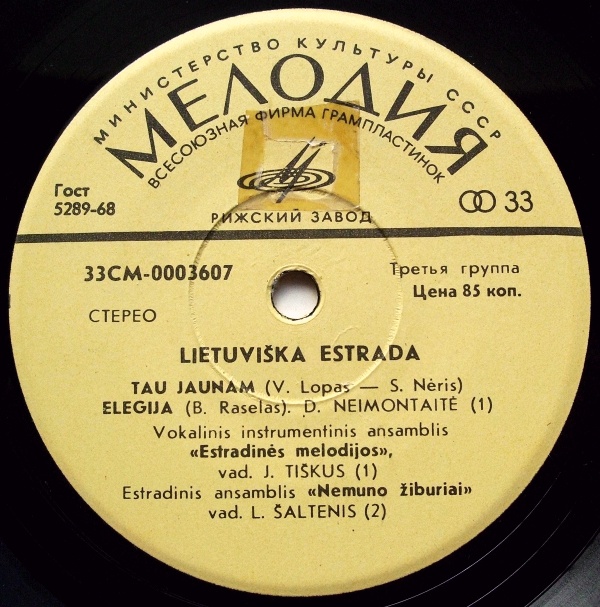 МИНИСТЕРСТВО КУЛЬТУРЫ СССР
МЕЛОДИЯ
ВСЕСОЮЗНАЯ ФИРМА ГРАМПЛАСТИНОК
Гост
5289-68
33
РИЖСКИЙ ЗАВОД
33СМ-0003607
Третья группа
Цена 85 коп.
СТЕРЕО
LIETUVIŠKA ESTRADA
TAU JAUNAM (V. Lopas — S. Nėris)
ELEGIJA (B. Raselas). D. NEIMONTAITĖ (1)
Vokalinis instrumentinis ansamblis
«Estradinės melodijos»,
vad. J. TIŠKUS (1)
Estradinis ansamblis «Nemuno žiburiai»
vad. L. ŠALTENIS (2)